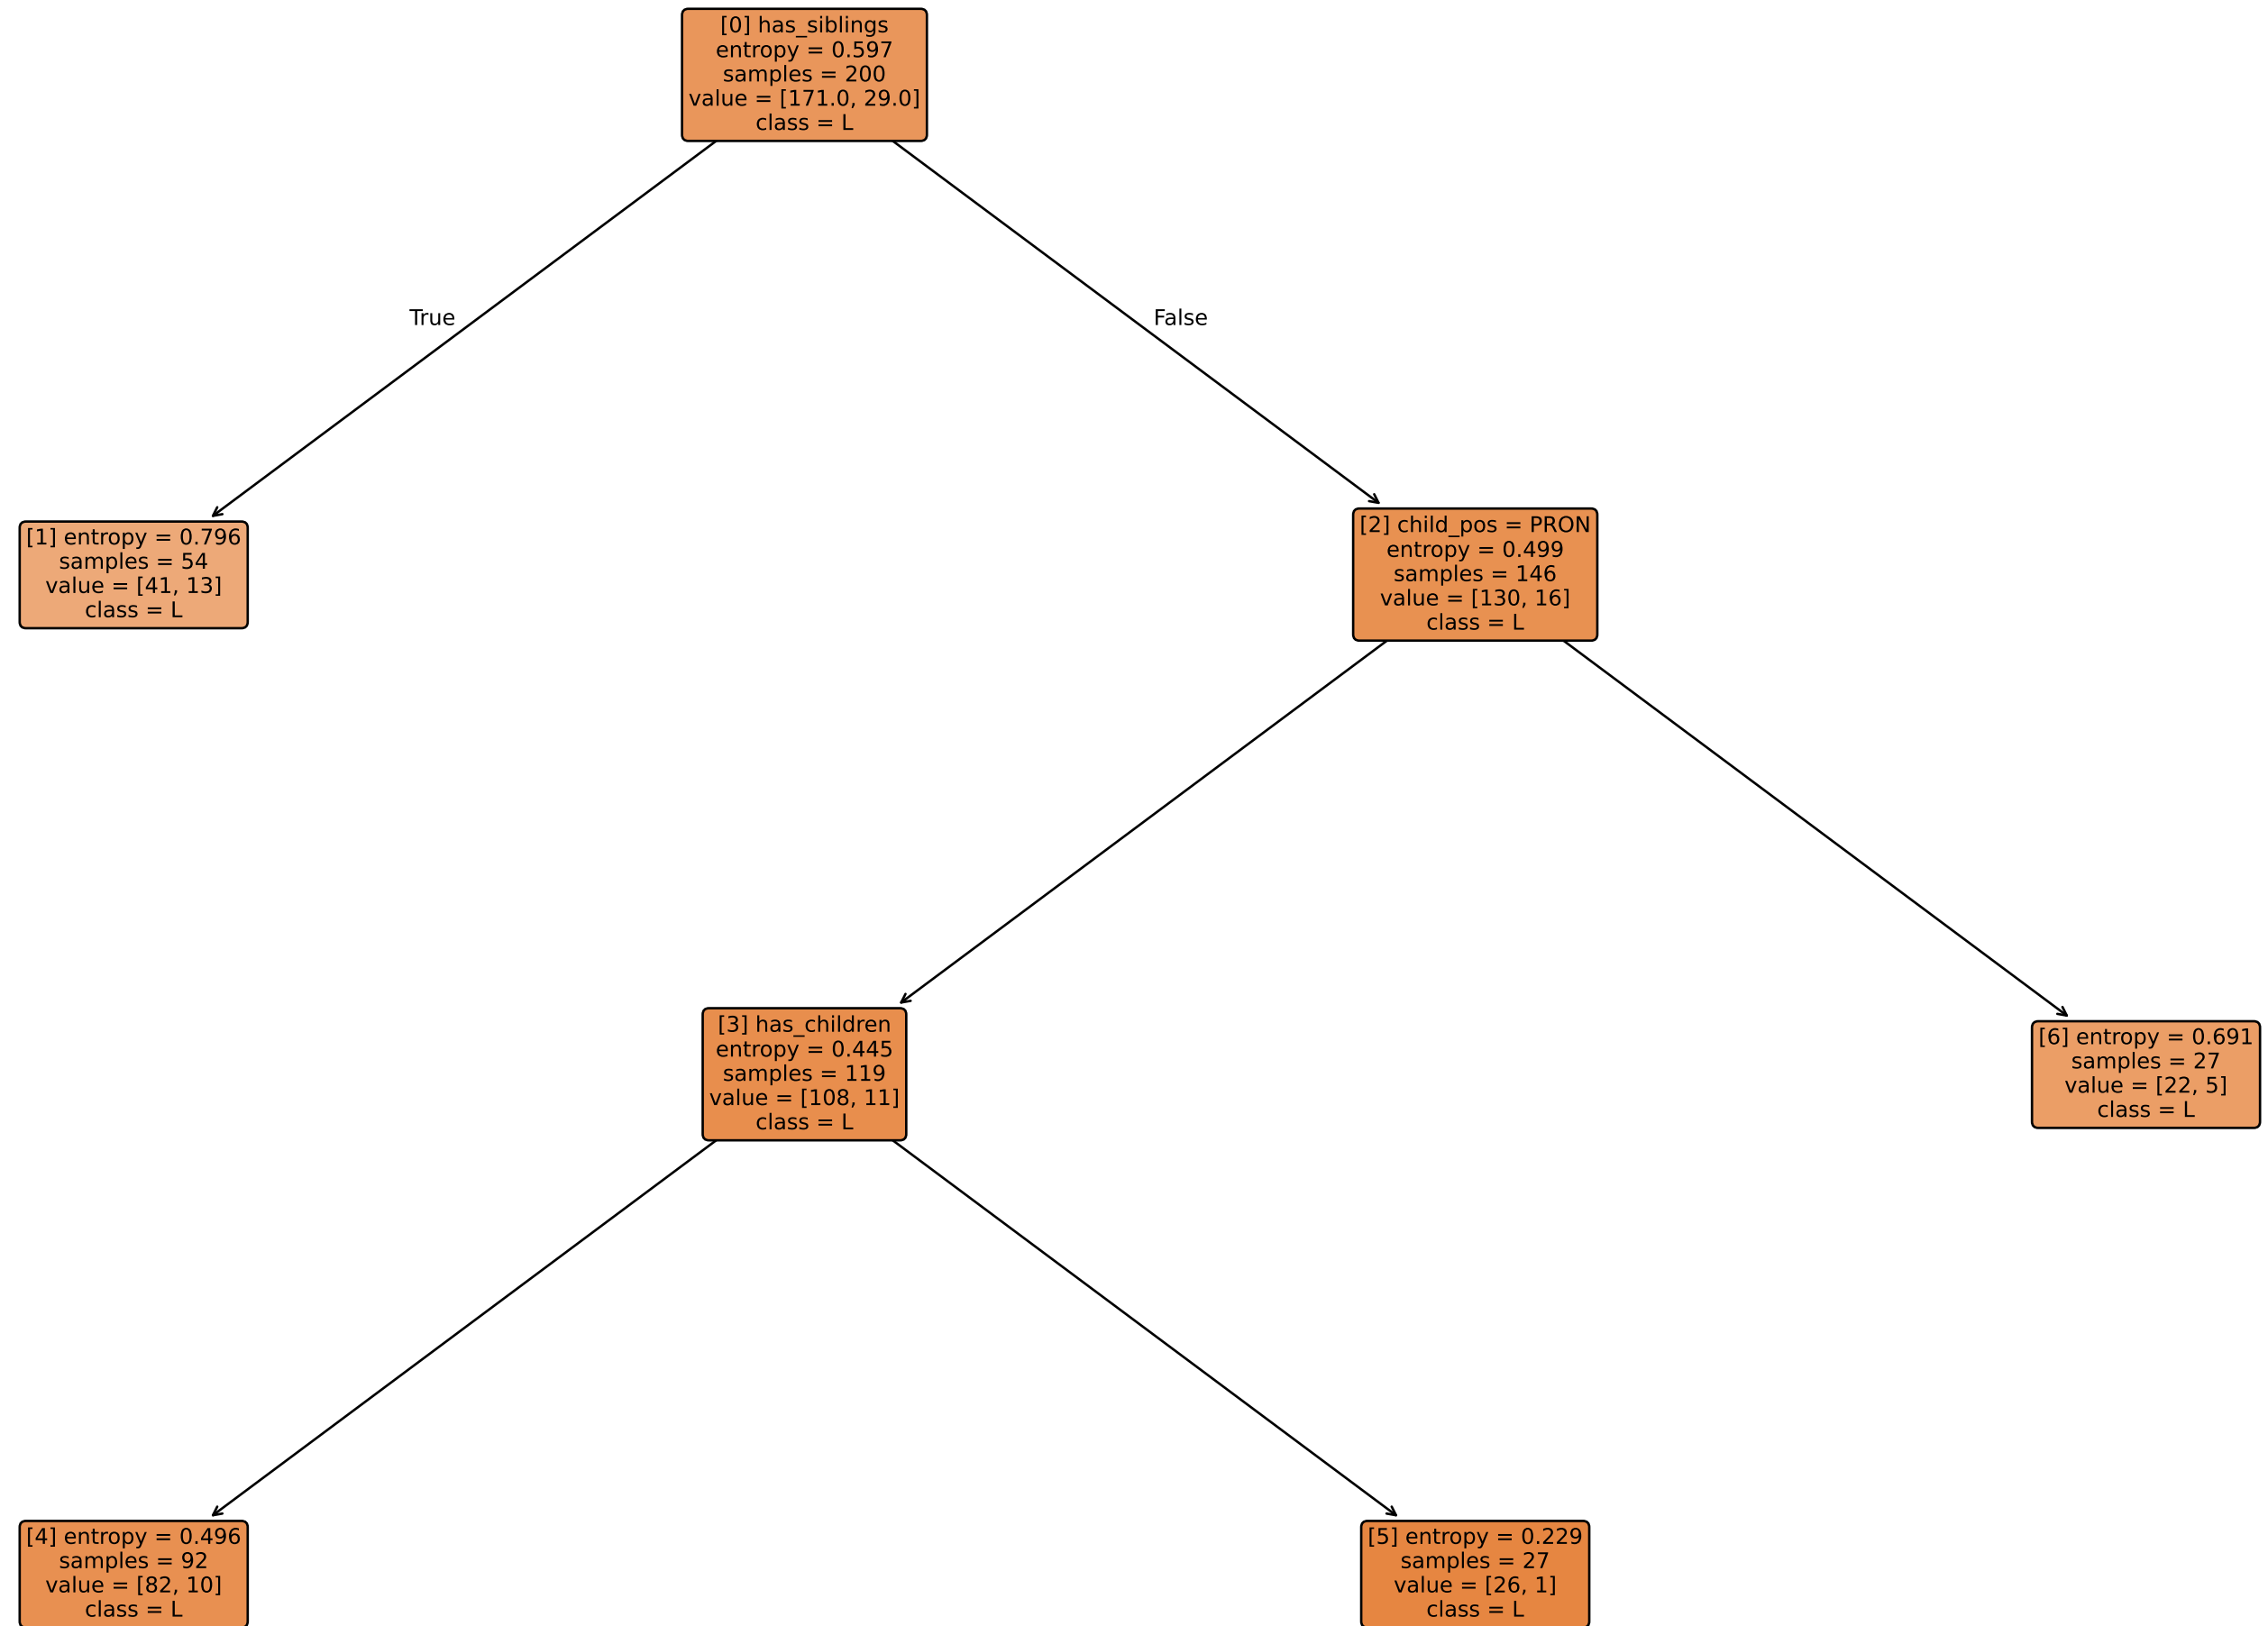 [0] has_siblings
entropy = 0.597
samples = 200
value = [171.0, 29.0]
class = L
True
False
[1] entropy = 0.796
samples = 54
value = [41, 13]
class = L
[2] child_pos = PRON
entropy = 0.499
samples = 146
value = [130, 16]
class = L
[3] has_children
entropy = 0.445
samples = 119
value = [108, 11]
class = L
[6] entropy = 0.691
samples = 27
value = [22, 5]
class = L
[4] entropy = 0.496
samples = 92
value = [82, 10]
class = L
[5] entropy = 0.229
samples = 27
value = [26, 1]
class = L